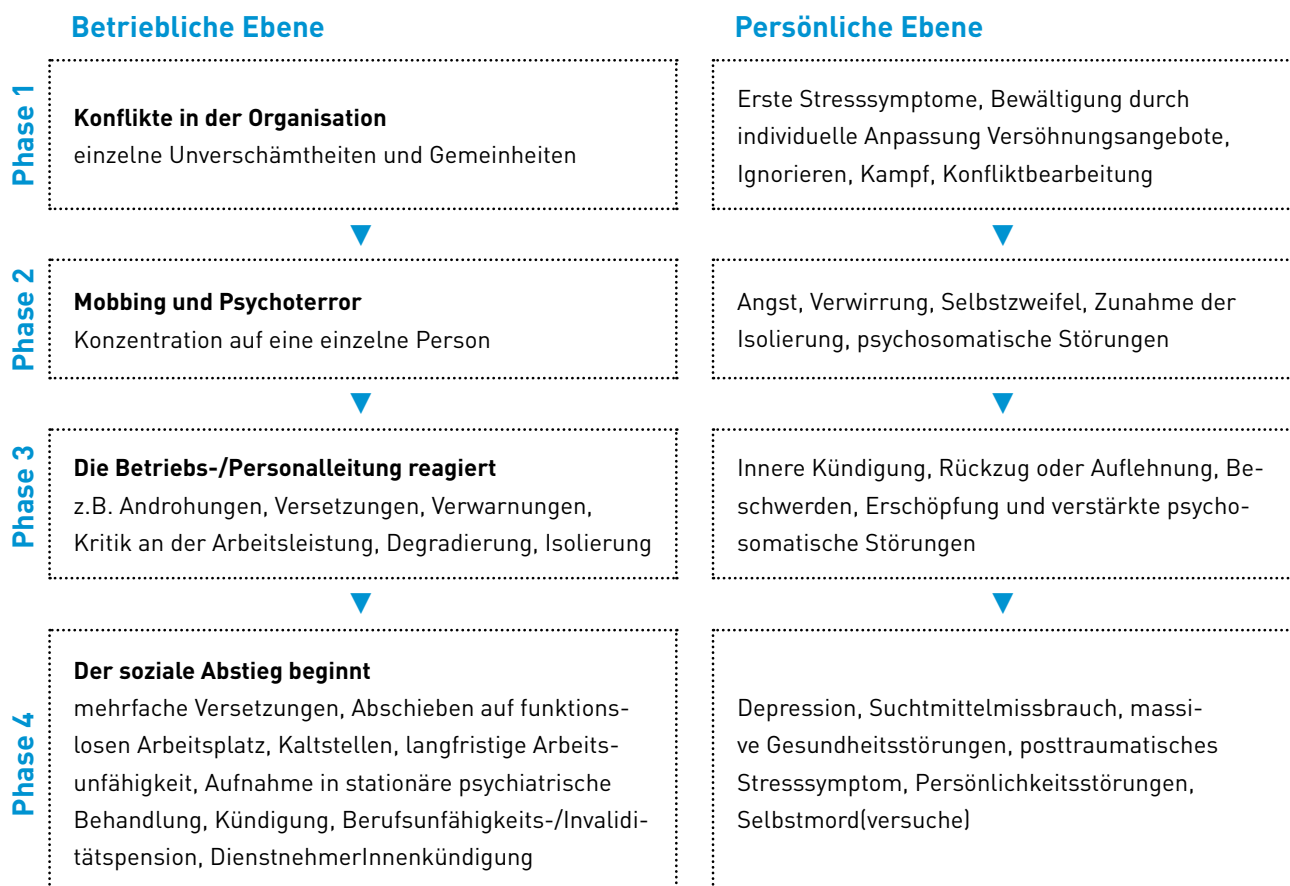 Betriebliche Ebene
Persönliche Ebene
Phase 1
Konflikte in der Organisation
einzelne Unverschämtheiten und Gemeinheiten
Erste Stresssymptome, Bewältigung durch
individuelle Anpassung Versöhnungsangebote,
Ignorieren, Kampf, Konfliktbearbeitung
Phase 2
Mobbing und Psychoterror
Konzentration auf eine einzelne Person
Angst, Verwirrung, Selbstzweifel, Zunahme der
Isolierung, psychosomatische Störungen
Phase 3
Die Betriebs-/Personalleitung reagiert
z.B. Androhungen, Versetzungen, Verwarnungen,
Kritik an der Arbeitsleistung, Degradierung, Isolierung
Innere Kündigung, Rückzug oder Auflehnung, Be-
schwerden, Erschöpfung und verstärkte psycho-
somatische Störungen
Phase 4
Der soziale Abstieg beginnt
mehrfache Versetzungen, Abschieben auf funktions-
losen Arbeitsplatz, Kaltstellen, langfristige Arbeits-
unfähigkeit, Aufnahme in stationäre psychiatrische
Behandlung, Kündigung, Berufsunfähigkeits-/Invalidi-
tätspension, DienstnehmerInnenkündigung
Depression, Suchtmittelmissbrauch, massi-
ve Gesundheitsstörungen, posttraumatisches
Stresssymptom, Persönlichkeitsstörungen,
Selbstmord(versuche)